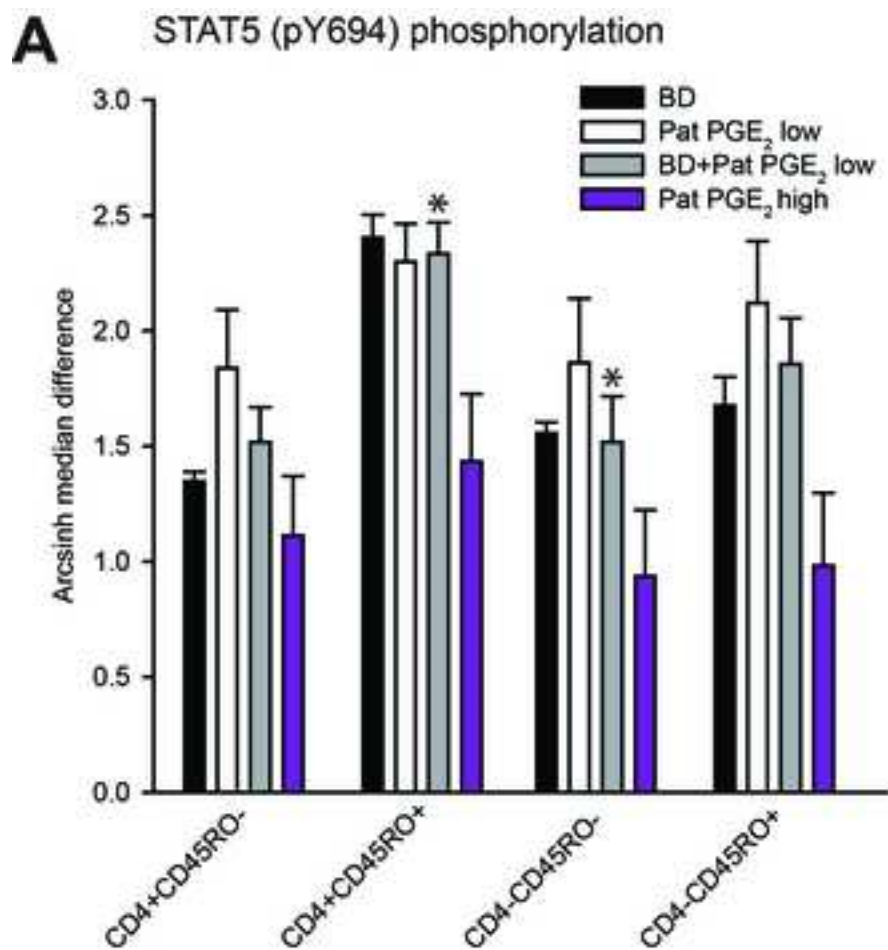 A
STAT5 (pY694) phosphorylation
BD
Pat PGE₂ low
BD+Pat PGE₂ low
Pat PGE₂ high
Arcsinh median difference
3.0
2.5
2.0
1.5
1.0
0.5
0.0
*
*
CD4+CD45RO-
CD4+CD45RO+
CD4-CD45RO-
CD4-CD45RO+